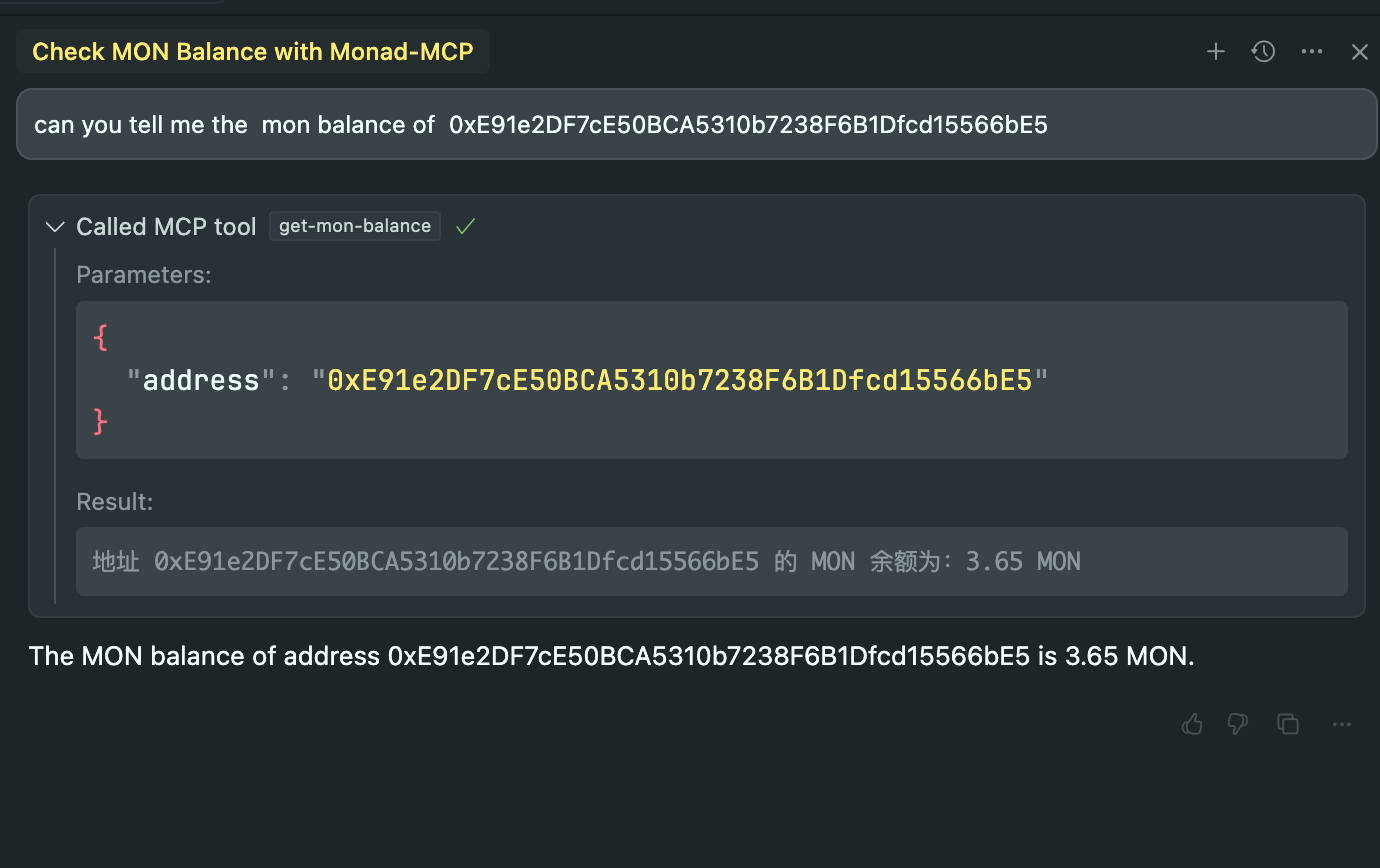 Check MON Balance with Monad-MCP
can you tell me the  mon balance of  0xE91e2DF7cE50BCA5310b7238F6B1Dfcd15566bE5
Called MCP tool get-mon-balance
Parameters:
{
"address": "0xE91e2DF7cE50BCA5310b7238F6B1Dfcd15566bE5"
}
Result:
地址 0xE91e2DF7cE50BCA5310b7238F6B1Dfcd15566bE5 的 MON 余额为：3.65 MON
The MON balance of address 0xE91e2DF7cE50BCA5310b7238F6B1Dfcd15566bE5 is 3.65 MON.